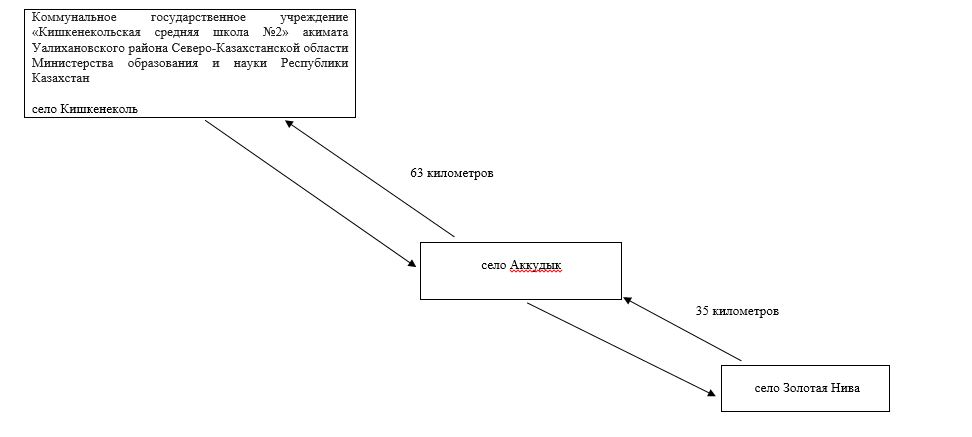 Коммунальное государственное учреждение
«Кишкенекольская средняя школа №2» акимата
Уалихановского района Северо-Казахстанской области
Министерства образования и науки Республики
Казахстан
село Кишкенеколь
63 километров
село Аккудык
35 километров
село Золотая Нива